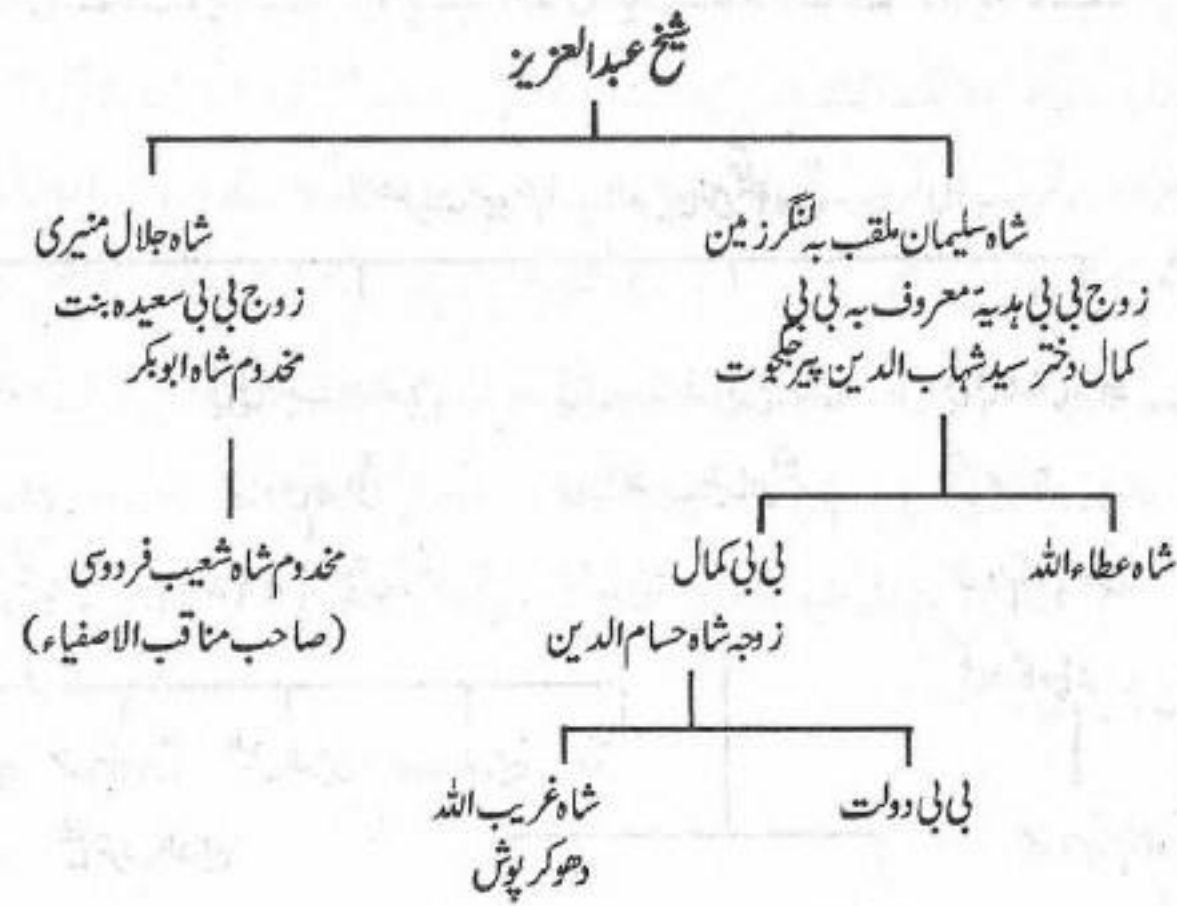 شیخ عبدالعزیز
شاہ سلیمان ملقب بہ لنگر زمین
زوج بی بی ہدیۃ معروف بہ بی بی
کمال دختر سید شہاب الدین پیر جگجوت
شاہ جلال منیری
زوج بی بی سعیدہ بنت
مخدوم شاہ ابوبکر
شاہ عطاء اللہ
بی بی کمال
زوجہ شاہ حسام الدین
مخدوم شاہ شعیب فردوسی
(صاحب مناقب الاصفیاء)
بی بی دولت
شاہ غریب اللہ
دھوکر پوش